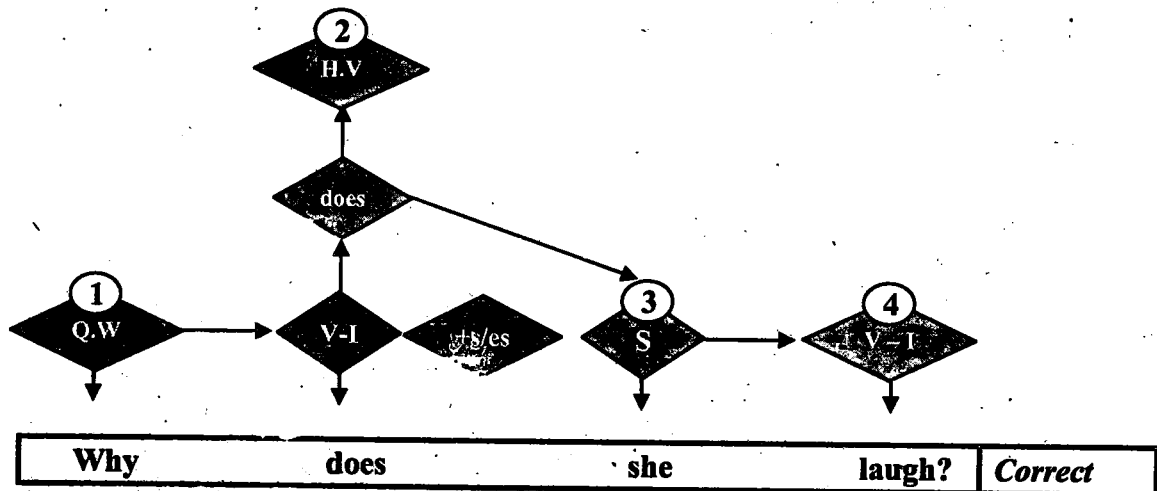 2
H.V
does
1
Q.W
V-I
+s/es
3
S
4
V–I
Why does she laugh? Correct